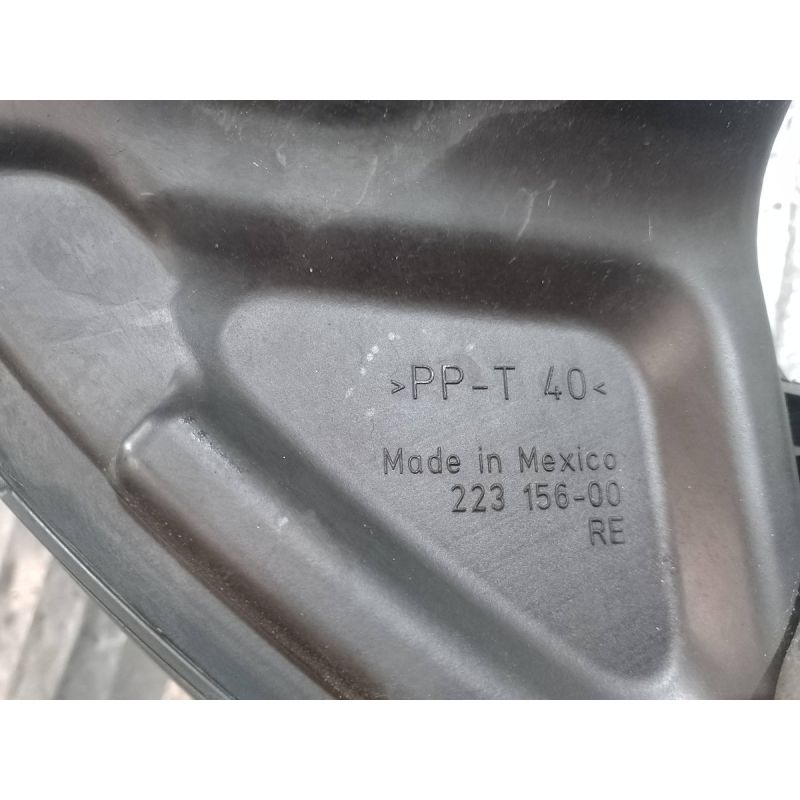 >PP-T 40<
Made in Mexico
223 156-00
RE